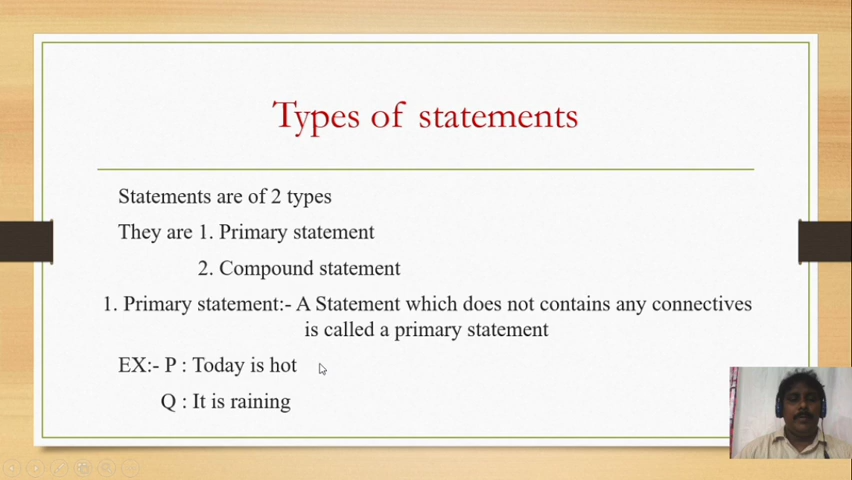 Types of statements
Statements are of 2 types
They are 1. Primary statement
2. Compound statement
1. Primary statement:- A Statement which does not contains any connectives
is called a primary statement
EX:- P : Today is hot
Q : It is raining